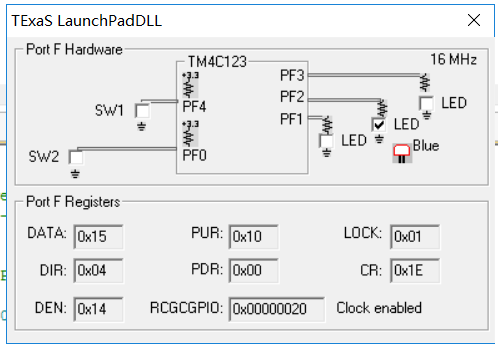 TExaS LaunchPadDLL
Port F Hardware
TM4C123
16 MHz
+3.3
PF3
LED
SW1
PF4
PF2
LED
+3.3
PF1
LED
Blue
SW2
PF0
Port F Registers
DATA: 0x15 PUR: 0x10 LOCK: 0x01
DIR: 0x04 PDR: 0x00 CR: 0x1E
DEN: 0x14 RCGCGPIO: 0x00000020 Clock enabled